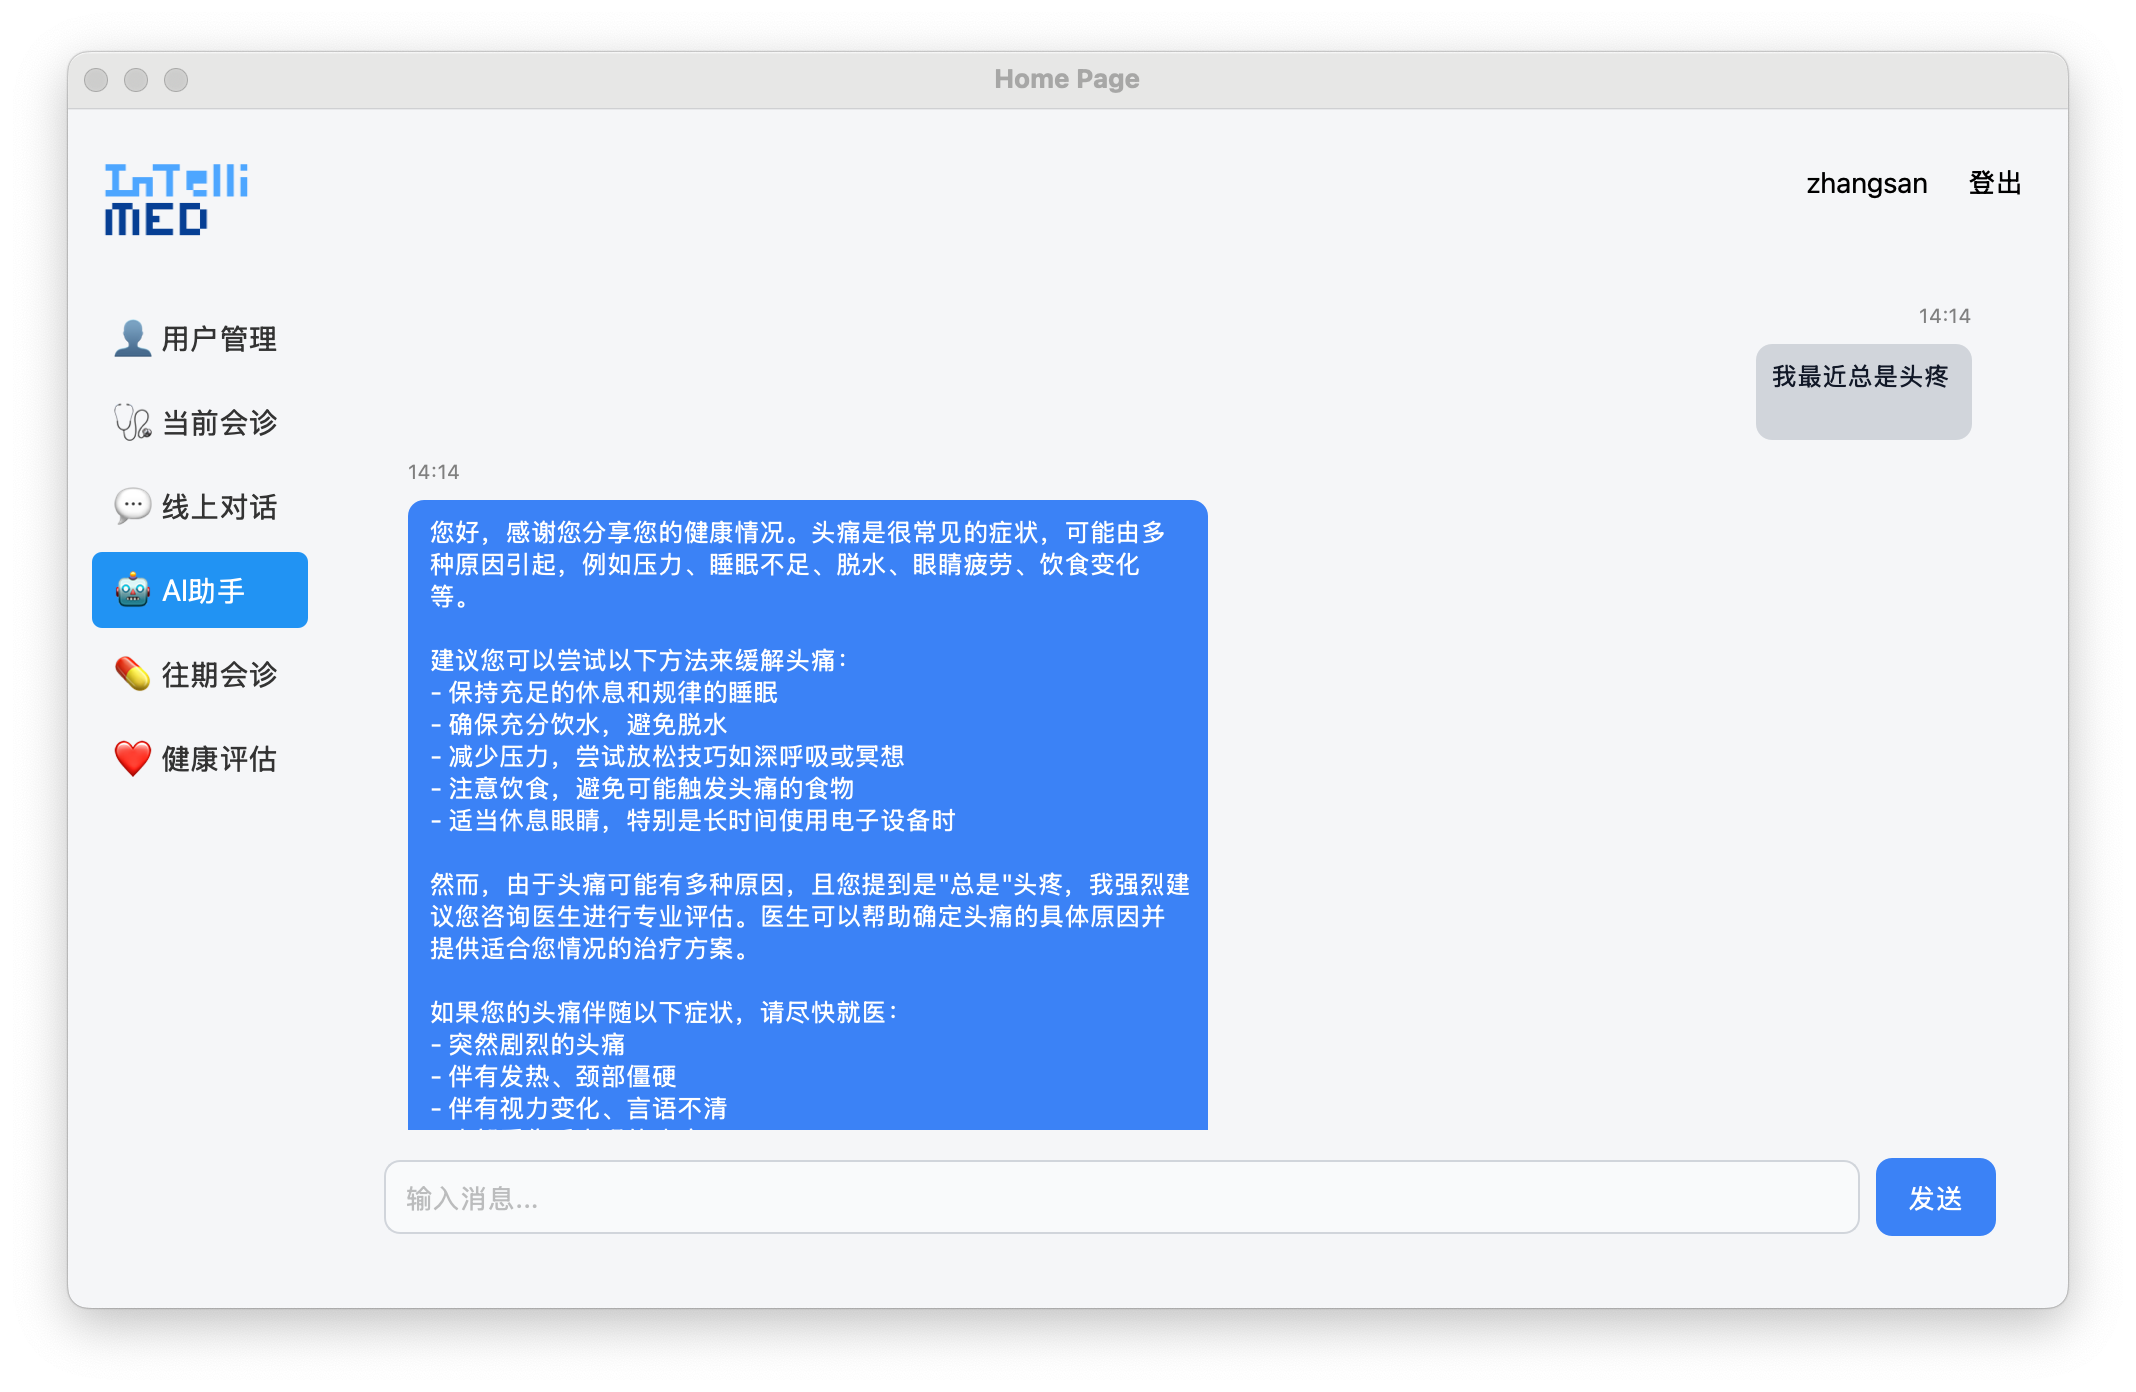 Home Page
InTelli
MED
zhangsan 登出
用户管理
当前会诊
线上对话
AI助手
往期会诊
健康评估
14:14
我最近总是头疼
14:14
您好，感谢您分享您的健康情况。头痛是很常见的症状，可能由多
种原因引起，例如压力、睡眠不足、脱水、眼睛疲劳、饮食变化
等。
建议您可以尝试以下方法来缓解头痛：
- 保持充足的休息和规律的睡眠
- 确保充分饮水，避免脱水
- 减少压力，尝试放松技巧如深呼吸或冥想
- 注意饮食，避免可能触发头痛的食物
- 适当休息眼睛，特别是长时间使用电子设备时
然而，由于头痛可能有多种原因，且您提到是"总是"头疼，我强烈建
议您咨询医生进行专业评估。医生可以帮助确定头痛的具体原因并
提供适合您情况的治疗方案。
如果您的头痛伴随以下症状，请尽快就医：
- 突然剧烈的头痛
- 伴有发热、颈部僵硬
- 伴有视力变化、言语不清
输入消息...
发送